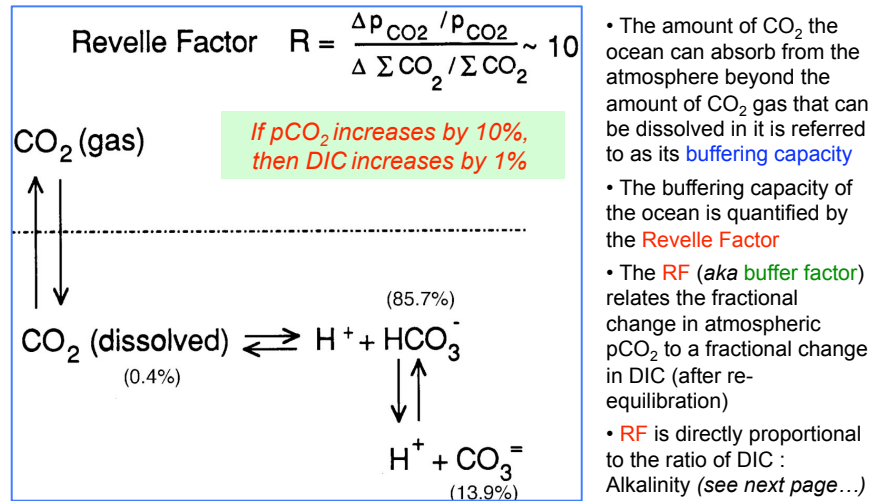 Revelle Factor R = Δp_CO2 / p_CO2 / Δ ΣCO₂ / ΣCO₂ ~ 10
If pCO₂ increases by 10%,
then DIC increases by 1%
CO₂ (gas)
(85.7%)
CO₂ (dissolved) ⇌ H⁺ + HCO₃⁻
(0.4%)
H⁺ + CO₃⁼
(13.9%)
• The amount of CO₂ the
ocean can absorb from the
atmosphere beyond the
amount of CO₂ gas that can
be dissolved in it is referred
to as its buffering capacity
• The buffering capacity of
the ocean is quantified by
the Revelle Factor
• The RF (aka buffer factor)
relates the fractional
change in atmospheric
pCO₂ to a fractional change
in DIC (after re-
equilibration)
• RF is directly proportional
to the ratio of DIC :
Alkalinity (see next page…)